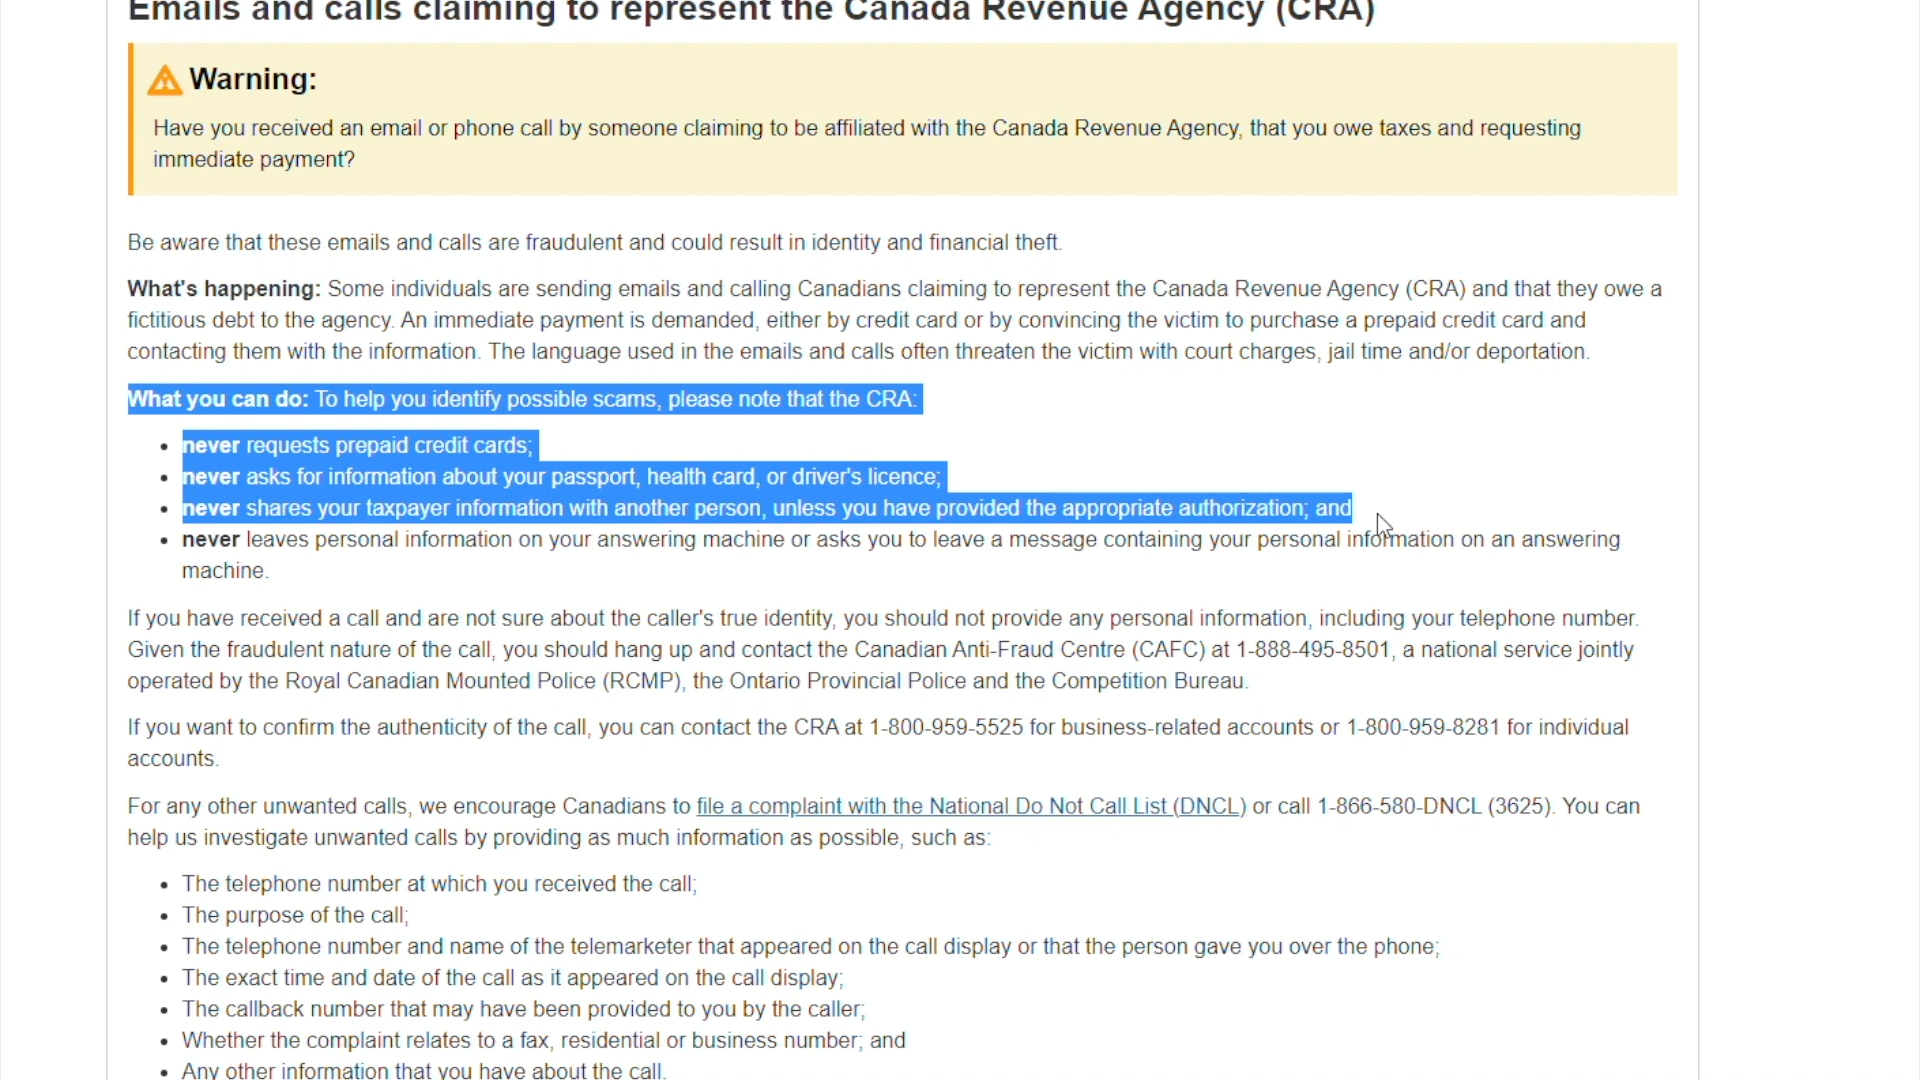 Emails and calls claiming to represent the Canada Revenue Agency (CRA)
Warning:
Have you received an email or phone call by someone claiming to be affiliated with the Canada Revenue Agency, that you owe taxes and requesting
immediate payment?
Be aware that these emails and calls are fraudulent and could result in identity and financial theft.
What's happening: Some individuals are sending emails and calling Canadians claiming to represent the Canada Revenue Agency (CRA) and that they owe a
fictitious debt to the agency. An immediate payment is demanded, either by credit card or by convincing the victim to purchase a prepaid credit card and
contacting them with the information. The language used in the emails and calls often threaten the victim with court charges, jail time and/or deportation.
What you can do: To help you identify possible scams, please note that the CRA:
• never requests prepaid credit cards;
• never asks for information about your passport, health card, or driver's licence;
• never shares your taxpayer information with another person, unless you have provided the appropriate authorization; and
• never leaves personal information on your answering machine or asks you to leave a message containing your personal information on an answering
machine.
If you have received a call and are not sure about the caller's true identity, you should not provide any personal information, including your telephone number.
Given the fraudulent nature of the call, you should hang up and contact the Canadian Anti-Fraud Centre (CAFC) at 1-888-495-8501, a national service jointly
operated by the Royal Canadian Mounted Police (RCMP), the Ontario Provincial Police and the Competition Bureau.
If you want to confirm the authenticity of the call, you can contact the CRA at 1-800-959-5525 for business-related accounts or 1-800-959-8281 for individual
accounts.
For any other unwanted calls, we encourage Canadians to file a complaint with the National Do Not Call List (DNCL) or call 1-866-580-DNCL (3625). You can
help us investigate unwanted calls by providing as much information as possible, such as:
• The telephone number at which you received the call;
• The purpose of the call;
• The telephone number and name of the telemarketer that appeared on the call display or that the person gave you over the phone;
• The exact time and date of the call as it appeared on the call display;
• The callback number that may have been provided to you by the caller;
• Whether the complaint relates to a fax, residential or business number; and
• Any other information that you have about the call.